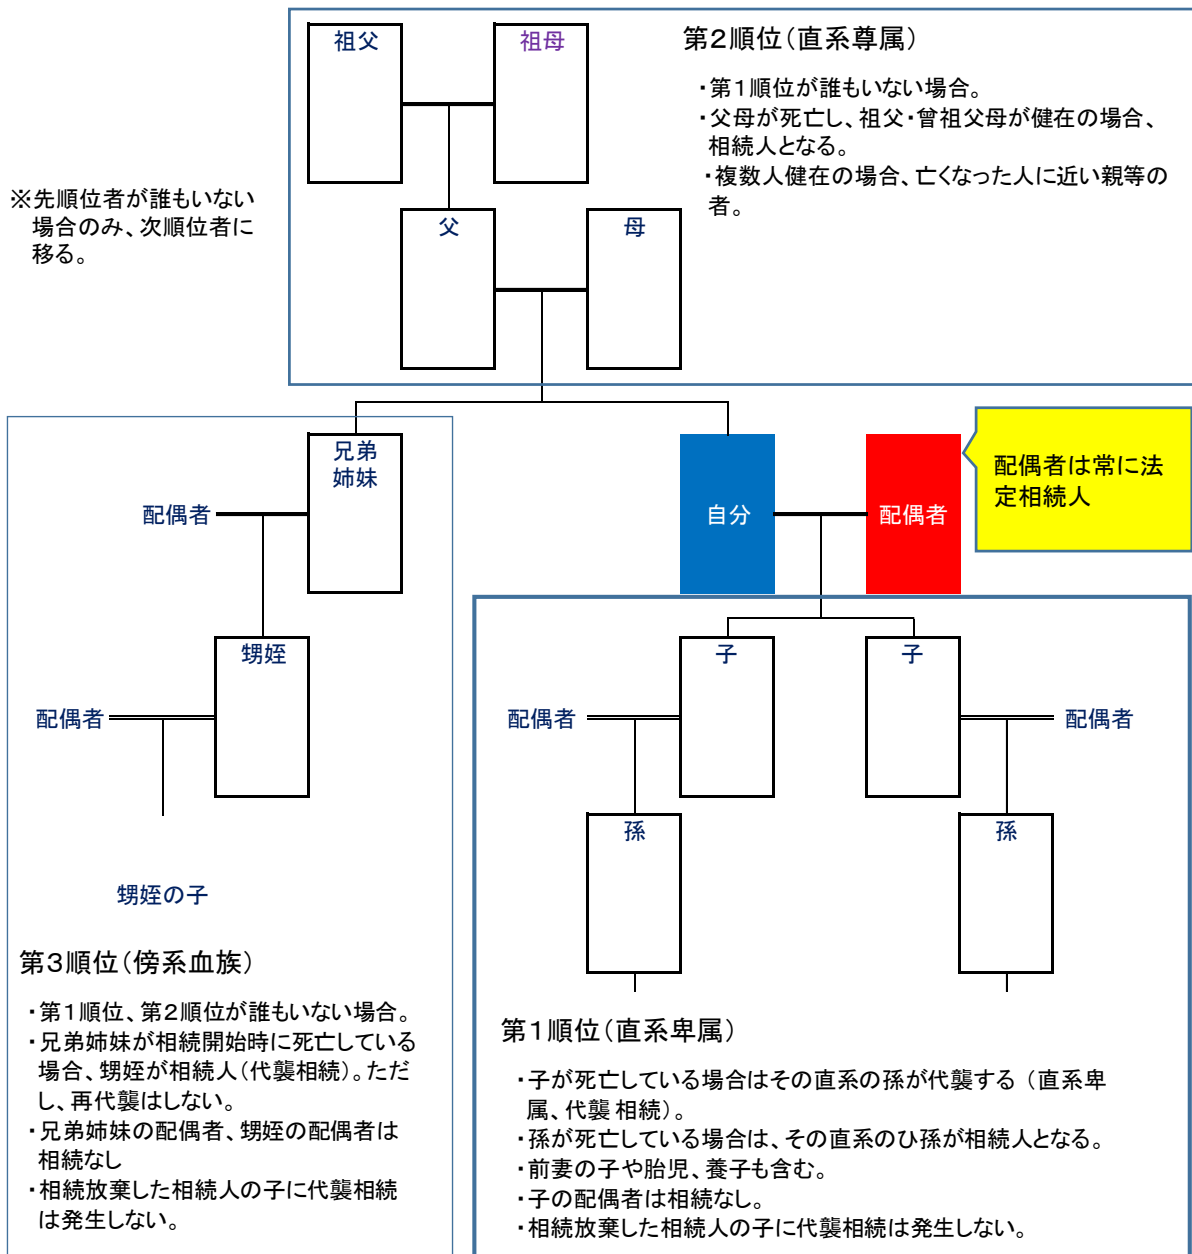 祖父
祖母
第2順位(直系尊属)
・第1順位が誰もいない場合。
・父母が死亡し、祖父・曾祖父母が健在の場合、
相続人となる。
・複数人健在の場合、亡くなった人に近い親等の
者。
※先順位者が誰もいない
場合のみ、次順位者に
移る。
父
母
兄弟
姉妹
配偶者
自分
配偶者
配偶者は常に法
定相続人
甥姪
配偶者
甥姪の子
子
子
配偶者
配偶者
孫
孫
第3順位(傍系血族)
・第1順位、第2順位が誰もいない場合。
・兄弟姉妹が相続開始時に死亡している
場合、甥姪が相続人(代襲相続)。ただ
し、再代襲はしない。
・兄弟姉妹の配偶者、甥姪の配偶者は
相続なし
・相続放棄した相続人の子に代襲相続
は発生しない。
第1順位(直系卑属)
・子が死亡している場合はその直系の孫が代襲する (直系卑
属、代襲 相続)。
・孫が死亡している場合は、その直系のひ孫が相続人となる。
・前妻の子や胎児、養子も含む。
・子の配偶者は相続なし。
・相続放棄した相続人の子に代襲相続は発生しない。